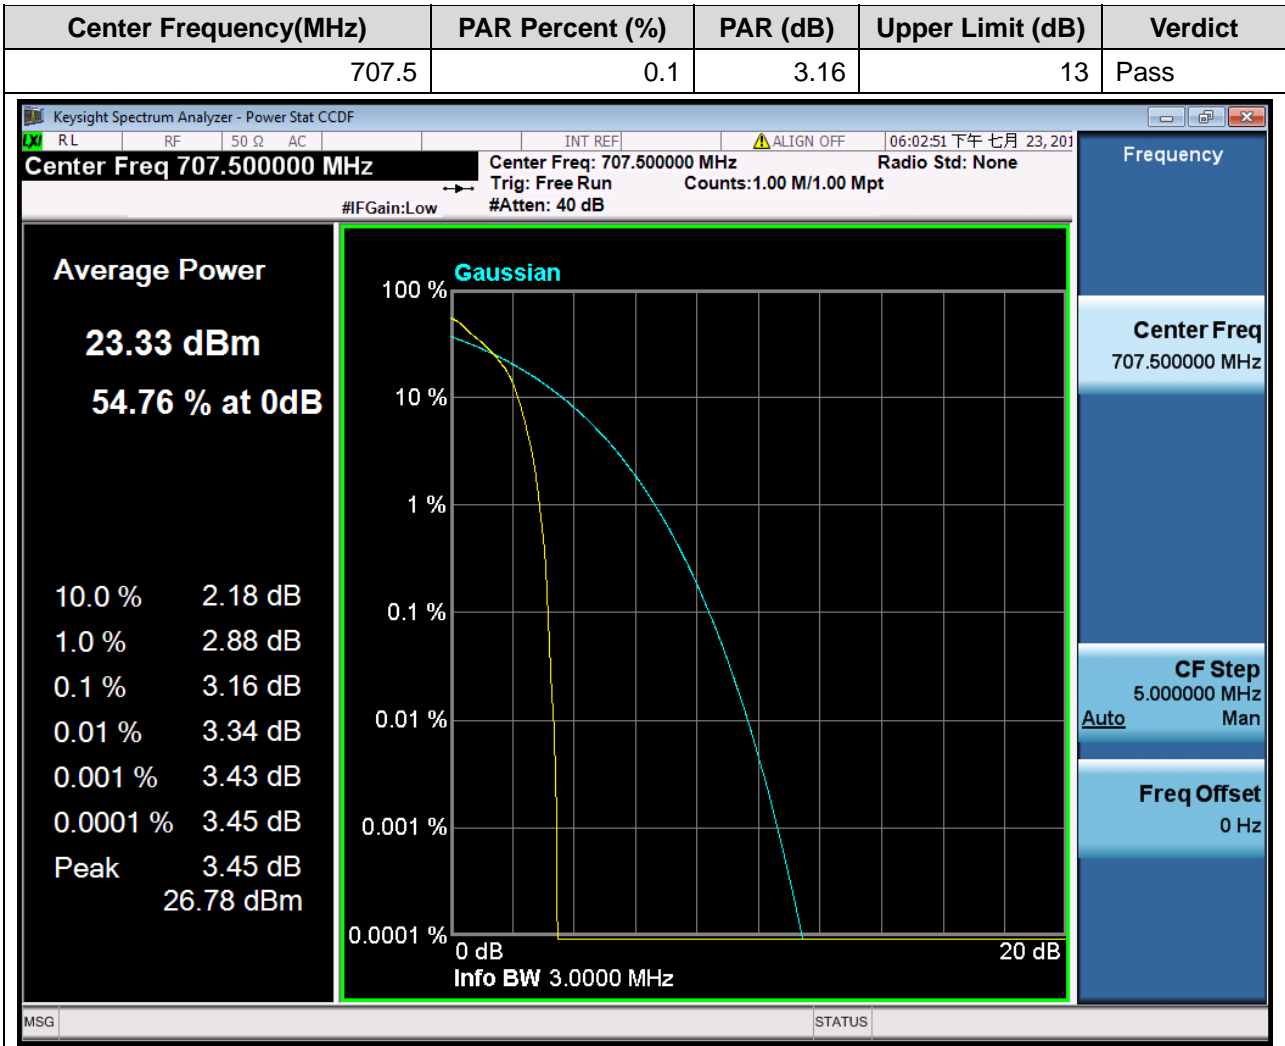 Center Frequency(MHz) PAR Percent (%) PAR (dB) Upper Limit (dB) Verdict
707.5 0.1 3.16 13 Pass
Keysight Spectrum Analyzer - Power Stat CCDF
LXI RL RF 50 Ω AC INT REF ALIGN OFF 06:02:51 下午 七月 23, 201
Center Freq 707.500000 MHz
Center Freq: 707.500000 MHz Radio Std: None
Trig: Free Run Counts:1.00 M/1.00 Mpt
#IFGain:Low #Atten: 40 dB
Frequency
Average Power
23.33 dBm
54.76 % at 0dB
10.0 % 2.18 dB
1.0 % 2.88 dB
0.1 % 3.16 dB
0.01 % 3.34 dB
0.001 % 3.43 dB
0.0001 % 3.45 dB
Peak 3.45 dB
26.78 dBm
Gaussian
100 %
10 %
1 %
0.1 %
0.01 %
0.001 %
0.0001 %
0 dB 20 dB
Info BW 3.0000 MHz
Center Freq
707.500000 MHz
CF Step
5.000000 MHz
Auto Man
Freq Offset
0 Hz
MSG STATUS